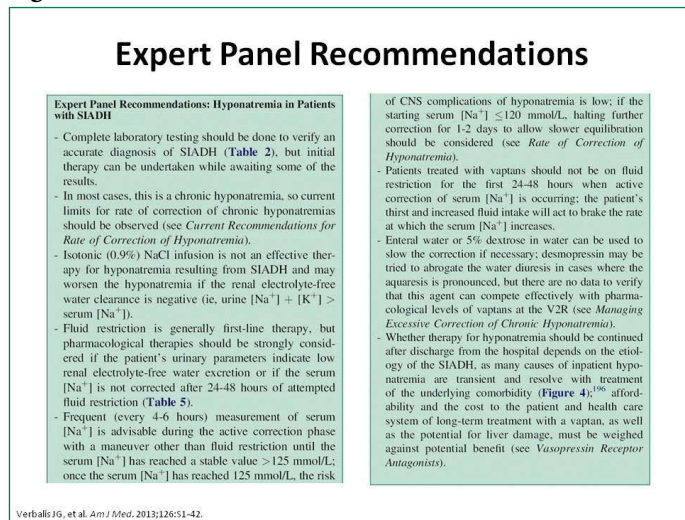 Expert Panel Recommendations
Expert Panel Recommendations: Hyponatremia in Patients
with SIADH
- Complete laboratory testing should be done to verify an
accurate diagnosis of SIADH (Table 2), but initial
therapy can be undertaken while awaiting some of the
results.
- In most cases, this is a chronic hyponatremia, so current
limits for rate of correction of chronic hyponatremias
should be observed (see Current Recommendations for
Rate of Correction of Hyponatremia).
- Isotonic (0.9%) NaCl infusion is not an effective ther-
apy for hyponatremia resulting from SIADH and may
worsen the hyponatremia if the renal electrolyte-free
water clearance is negative (ie, urine [Na⁺] + [K⁺] >
serum [Na⁺]).
- Fluid restriction is generally first-line therapy, but
pharmacological therapies should be strongly consid-
ered if the patient's urinary parameters indicate low
renal electrolyte-free water excretion or if the serum
[Na⁺] is not corrected after 24-48 hours of attempted
fluid restriction (Table 5).
- Frequent (every 4-6 hours) measurement of serum
[Na⁺] is advisable during the active correction phase
with a maneuver other than fluid restriction until the
serum [Na⁺] has reached a stable value >125 mmol/L;
once the serum [Na⁺] has reached 125 mmol/L, the risk
of CNS complications of hyponatremia is low; if the
starting serum [Na⁺] ≤120 mmol/L, halting further
correction for 1-2 days to allow slower equilibration
should be considered (see Rate of Correction of
Hyponatremia).
- Patients treated with vaptans should not be on fluid
restriction for the first 24-48 hours when active
correction of serum [Na⁺] is occurring; the patient's
thirst and increased fluid intake will act to brake the rate
at which the serum [Na⁺] increases.
- Enteral water or 5% dextrose in water can be used to
slow the correction if necessary; desmopressin may be
tried to abrogate the water diuresis in cases where the
aquaresis is pronounced, but there are no data to verify
that this agent can compete effectively with pharma-
cological levels of vaptans at the V2R (see Managing
Excessive Correction of Chronic Hyponatremia).
- Whether therapy for hyponatremia should be continued
after discharge from the hospital depends on the etiol-
ogy of the SIADH, as many causes of inpatient hypo-
natremia are transient and resolve with treatment
of the underlying comorbidity (Figure 4);¹⁹⁶ afford-
ability and the cost to the patient and health care
system of long-term treatment with a vaptan, as well
as the potential for liver damage, must be weighed
against potential benefit (see Vasopressin Receptor
Antagonists).
Verbalis JG, et al. Am J Med. 2013;126:S1-42.